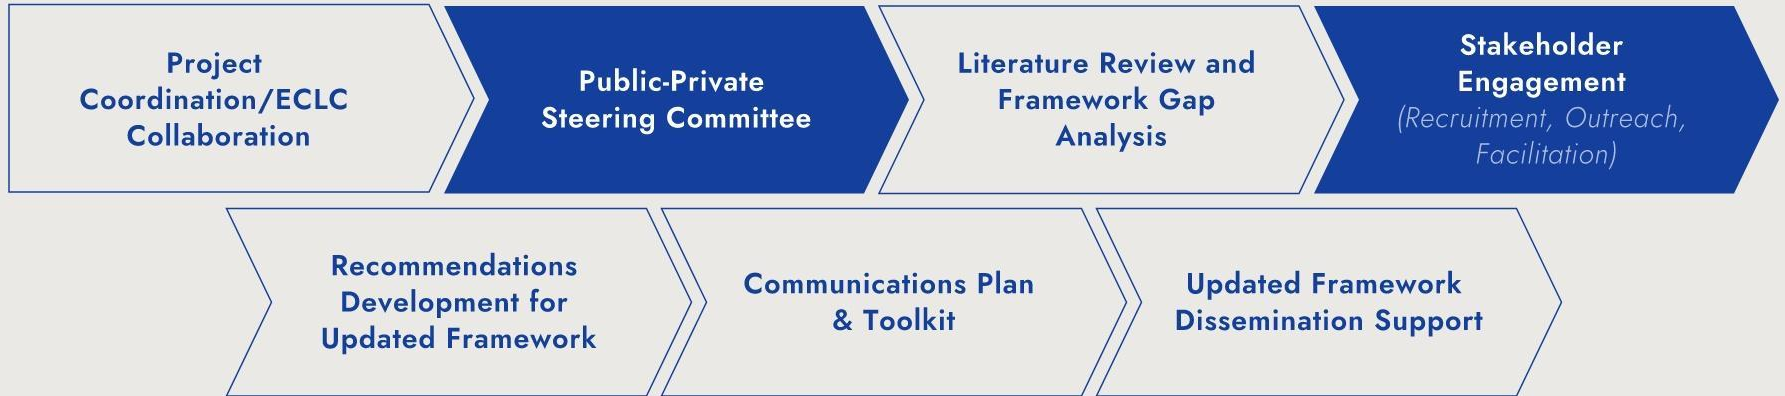 Project
Coordination/ECLC
Collaboration
Public-Private
Steering Committee
Literature Review and
Framework Gap
Analysis
Stakeholder
Engagement
(Recruitment, Outreach,
Facilitation)
Recommendations
Development for
Updated Framework
Communications Plan
& Toolkit
Updated Framework
Dissemination Support